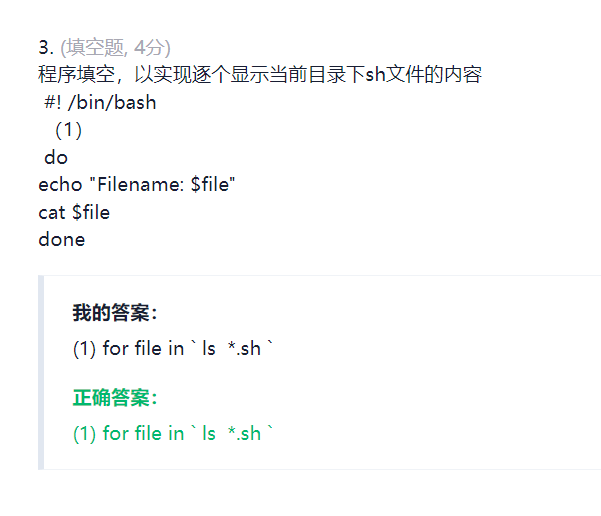 3. (填空题, 4分)
程序填空，以实现逐个显示当前目录下sh文件的内容
#! /bin/bash
（1）
do
echo "Filename: $file"
cat $file
done
我的答案：
(1) for file in ` ls  *.sh `
正确答案：
(1) for file in ` ls  *.sh `